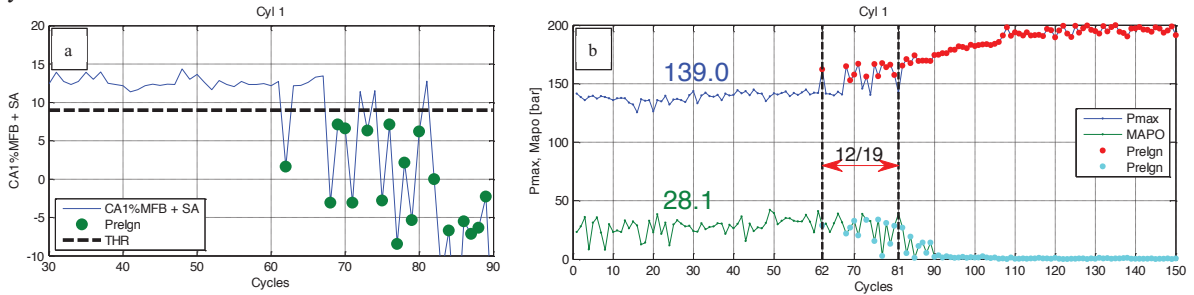 Cyl 1
a
CA1%MFB + SA
20
15
10
5
0
-5
-10
CA1%MFB + SA
PreIgn
THR
30 40 50 60 70 80 90
Cycles
Cyl 1
b
Pmax, Mapo [bar]
200
150
100
50
0
139.0
12/19
28.1
Pmax
MAPO
PreIgn
PreIgn
1 10 20 30 40 50 62 70 81 90 100 110 120 130 140 150
Cycles